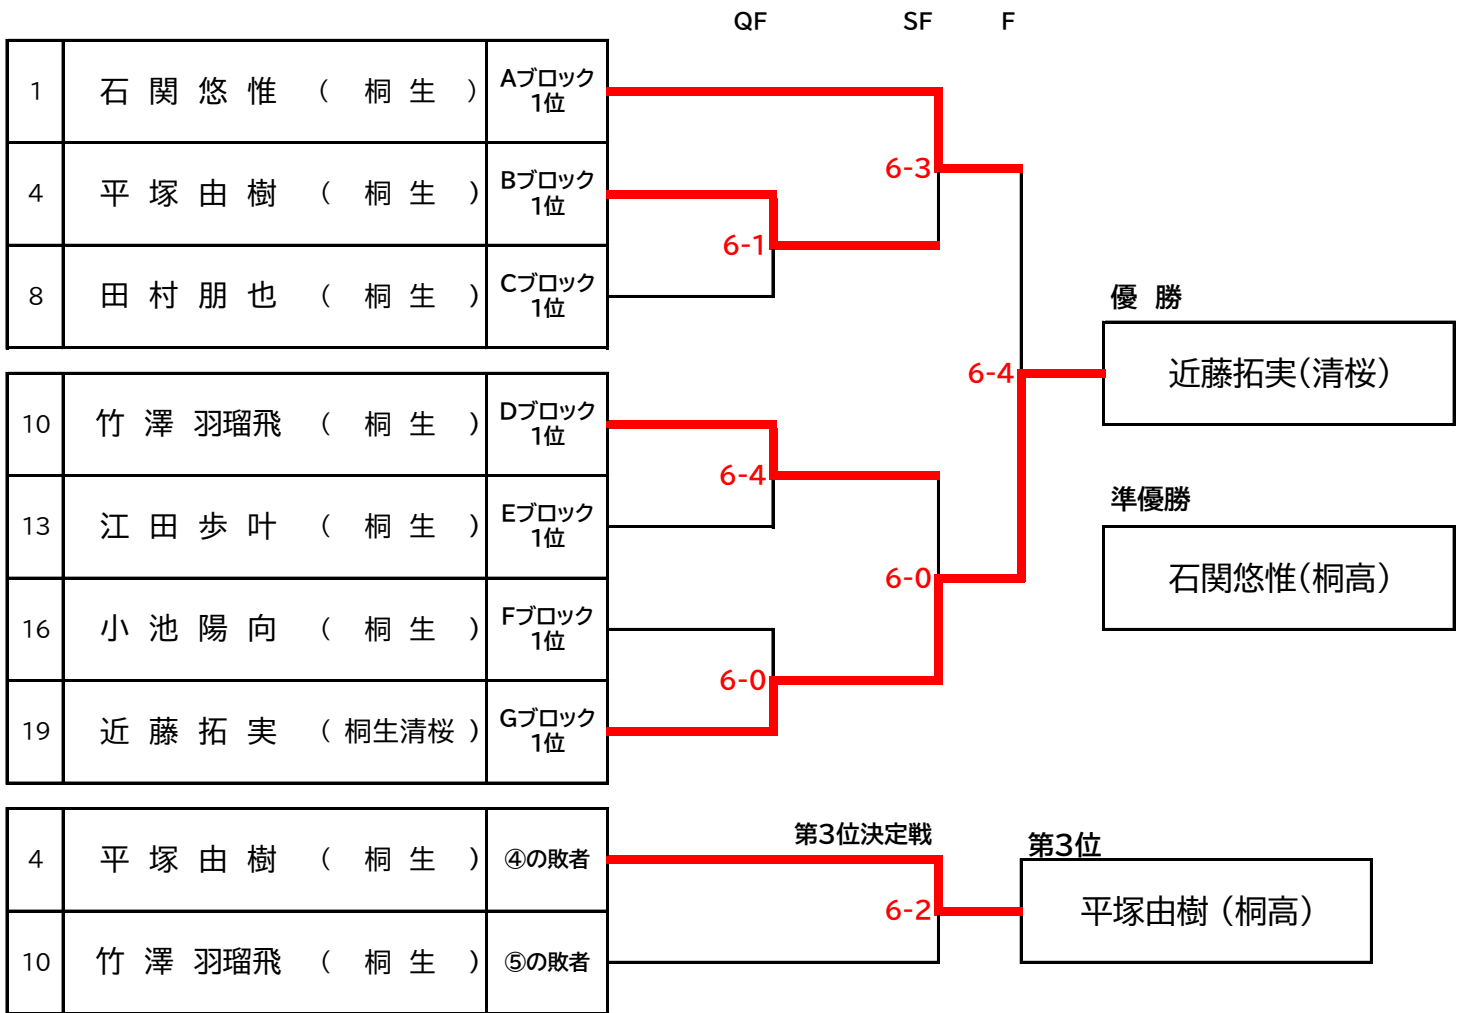 QF SF F
1 石関悠惟 （ 桐生 ） Aブロック
1位
4 平塚由樹 （ 桐生 ） Bブロック
1位
8 田村朋也 （ 桐生 ） Cブロック
1位
6-3
6-1
10 竹澤羽瑠飛 （ 桐生 ） Dブロック
1位
13 江田歩叶 （ 桐生 ） Eブロック
1位
16 小池陽向 （ 桐生 ） Fブロック
1位
19 近藤拓実 （ 桐生清桜 ） Gブロック
1位
6-4
6-0
6-0
6-4
優勝
近藤拓実（清桜）
準優勝
石関悠惟（桐高）
4 平塚由樹 （ 桐生 ） ④の敗者
10 竹澤羽瑠飛 （ 桐生 ） ⑤の敗者
第3位決定戦
6-2
第3位
平塚由樹（桐高）